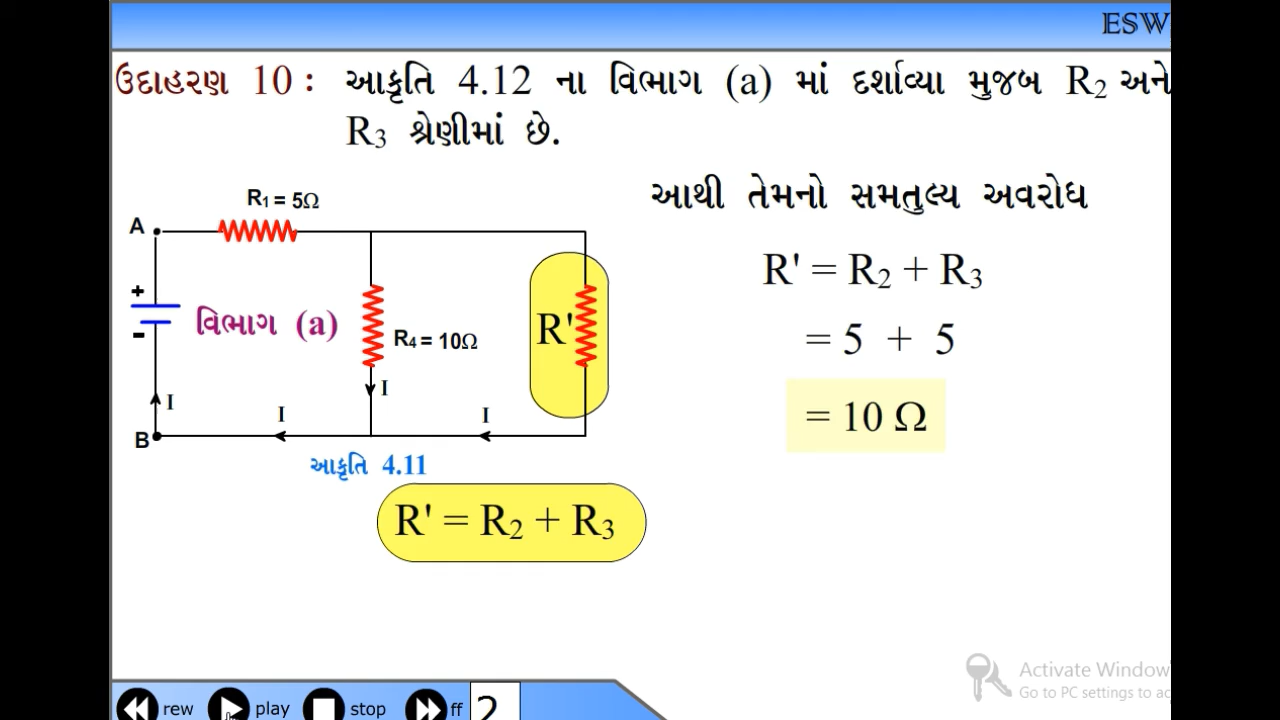 ESW
ઉદાહરણ 10 : આકૃતિ 4.12 ના વિભાગ (a) માં દર્શાવ્યા મુજબ R2 અને
R3 શ્રેણીમાં છે.
આથી તેમનો સમતુલ્ય અવરોધ
R' = R2 + R3
= 5 + 5
= 10 Ω
R1 = 5Ω
A
+
-
વિભાગ (a)
R4 = 10Ω
R'
I
I
I
I
B
આકૃતિ 4.11
R' = R2 + R3
Activate Window
Go to PC settings to ac
rew play stop ff 2